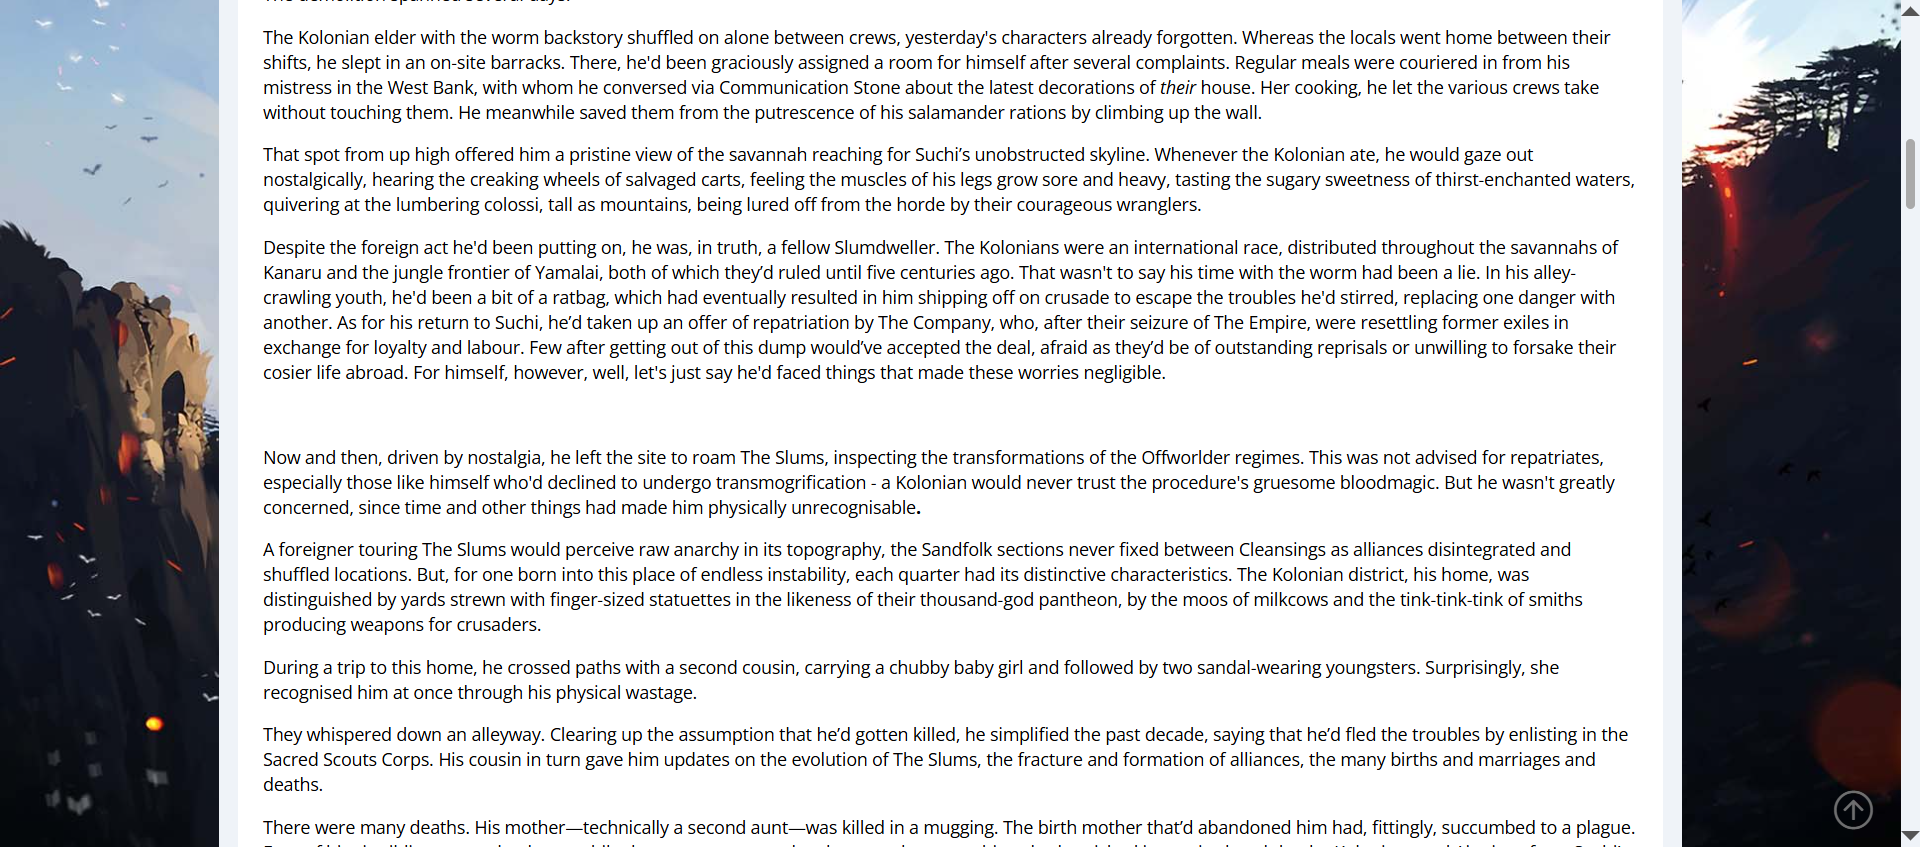 The demolition spanned several days.
The Kolonian elder with the worm backstory shuffled on alone between crews, yesterday's characters already forgotten. Whereas the locals went home between their
shifts, he slept in an on-site barracks. There, he'd been graciously assigned a room for himself after several complaints. Regular meals were couriered in from his
mistress in the West Bank, with whom he conversed via Communication Stone about the latest decorations of their house. Her cooking, he let the various crews take
without touching them. He meanwhile saved them from the putrescence of his salamander rations by climbing up the wall.
That spot from up high offered him a pristine view of the savannah reaching for Suchi’s unobstructed skyline. Whenever the Kolonian ate, he would gaze out
nostalgically, hearing the creaking wheels of salvaged carts, feeling the muscles of his legs grow sore and heavy, tasting the sugary sweetness of thirst-enchanted waters,
quivering at the lumbering colossi, tall as mountains, being lured off from the horde by their courageous wranglers.
Despite the foreign act he'd been putting on, he was, in truth, a fellow Slumdweller. The Kolonians were an international race, distributed throughout the savannahs of
Kanaru and the jungle frontier of Yamalai, both of which they’d ruled until five centuries ago. That wasn't to say his time with the worm had been a lie. In his alley-
crawling youth, he'd been a bit of a ratbag, which had eventually resulted in him shipping off on crusade to escape the troubles he'd stirred, replacing one danger with
another. As for his return to Suchi, he’d taken up an offer of repatriation by The Company, who, after their seizure of The Empire, were resettling former exiles in
exchange for loyalty and labour. Few after getting out of this dump would’ve accepted the deal, afraid as they’d be of outstanding reprisals or unwilling to forsake their
cosier life abroad. For himself, however, well, let's just say he'd faced things that made these worries negligible.
Now and then, driven by nostalgia, he left the site to roam The Slums, inspecting the transformations of the Offworlder regimes. This was not advised for repatriates,
especially those like himself who'd declined to undergo transmogrification - a Kolonian would never trust the procedure's gruesome bloodmagic. But he wasn't greatly
concerned, since time and other things had made him physically unrecognisable.
A foreigner touring The Slums would perceive raw anarchy in its topography, the Sandfolk sections never fixed between Cleansings as alliances disintegrated and
shuffled locations. But, for one born into this place of endless instability, each quarter had its distinctive characteristics. The Kolonian district, his home, was
distinguished by yards strewn with finger-sized statuettes in the likeness of their thousand-god pantheon, by the moos of milkcows and the tink-tink-tink of smiths
producing weapons for crusaders.
During a trip to this home, he crossed paths with a second cousin, carrying a chubby baby girl and followed by two sandal-wearing youngsters. Surprisingly, she
recognised him at once through his physical wastage.
They whispered down an alleyway. Clearing up the assumption that he’d gotten killed, he simplified the past decade, saying that he’d fled the troubles by enlisting in the
Sacred Scouts Corps. His cousin in turn gave him updates on the evolution of The Slums, the fracture and formation of alliances, the many births and marriages and
deaths.
There were many deaths. His mother—technically a second aunt—was killed in a mugging. The birth mother that’d abandoned him had, fittingly, succumbed to a plague.